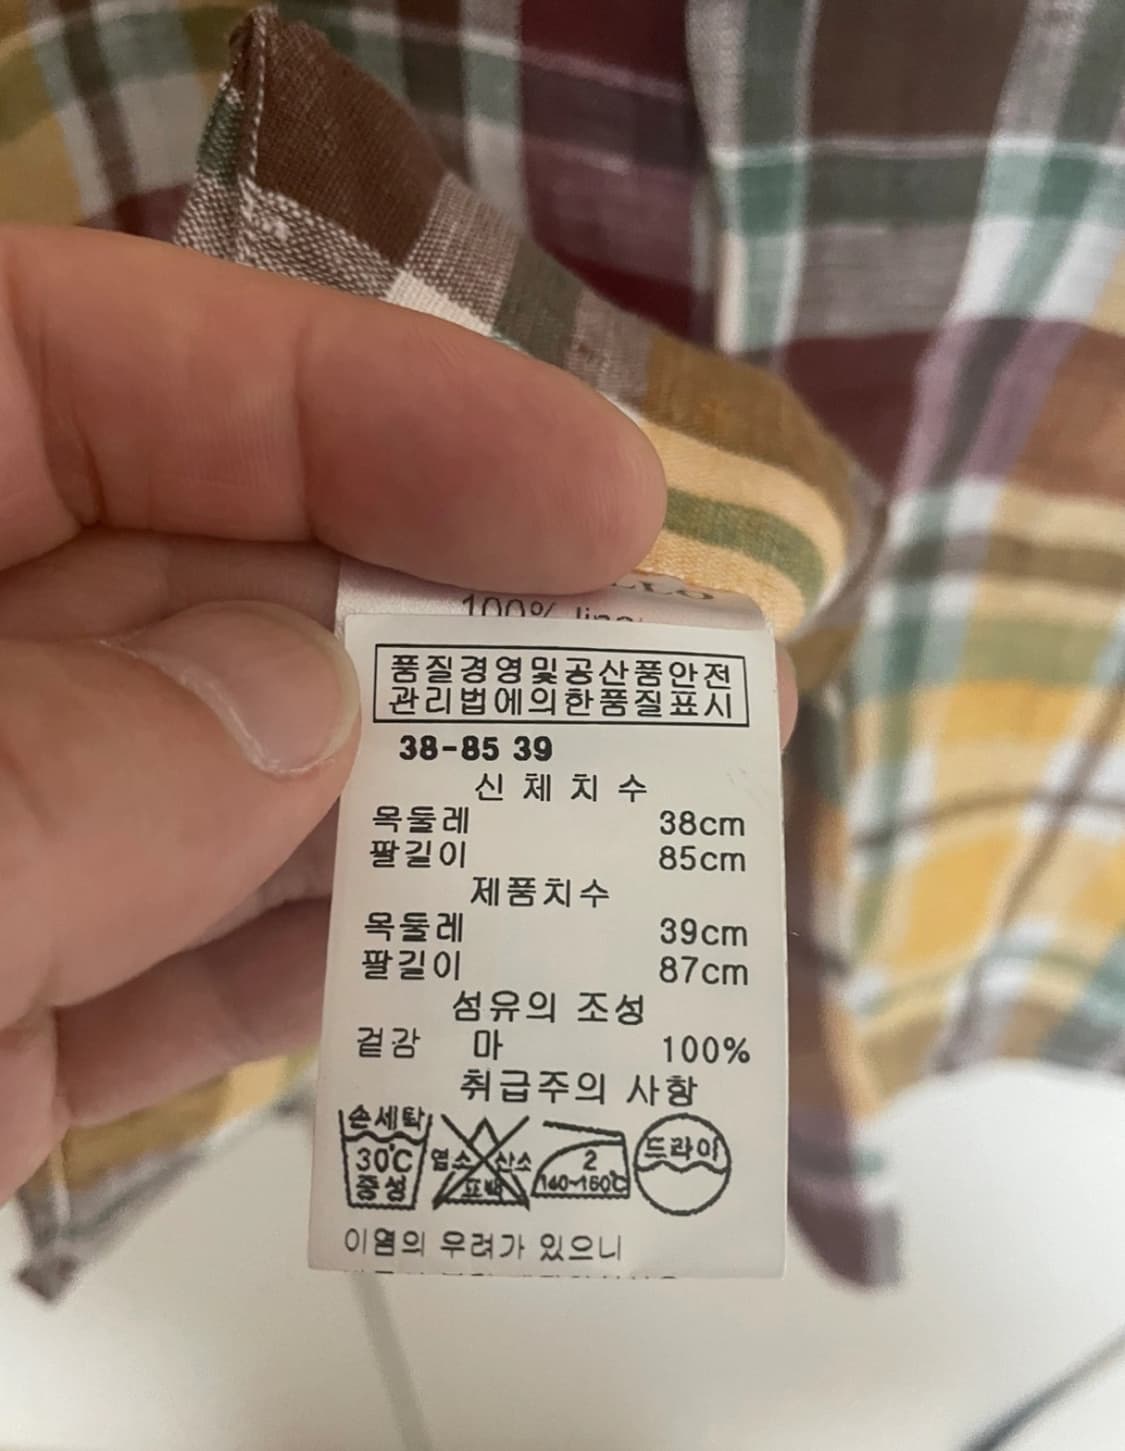 100%
품질경영및공산품안전
관리법에의한품질표시
38-85 39
신체치수
목둘레 38cm
팔길이 85cm
제품치수
목둘레 39cm
팔길이 87cm
섬유의 조성
겉감 마 100%
취급주의 사항
손세탁 30℃ 중성
염소 산소 표백
2 140~160℃
드라이
이염의 우려가 있으니